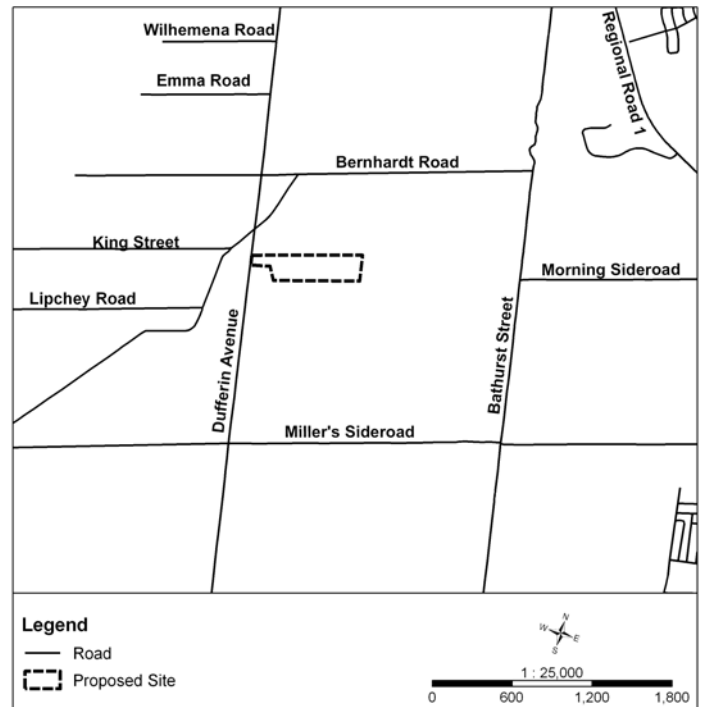 Wilhemena Road
Emma Road
Regional Road 1
Bernhardt Road
King Street
Morning Sideroad
Lipchey Road
Dufferin Avenue
Bathurst Street
Miller's Sideroad
Legend
Road
Proposed Site
N
W E
S
1 : 25,000
0 600 1,200 1,800